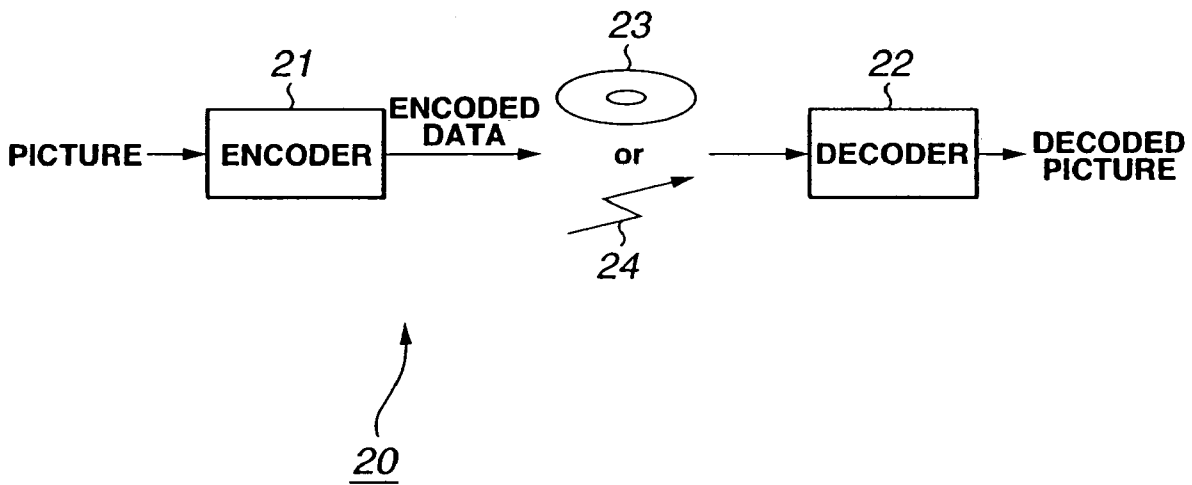 23
21
22
ENCODED
DATA
PICTURE
ENCODER
or
DECODER
DECODED
PICTURE
24
20